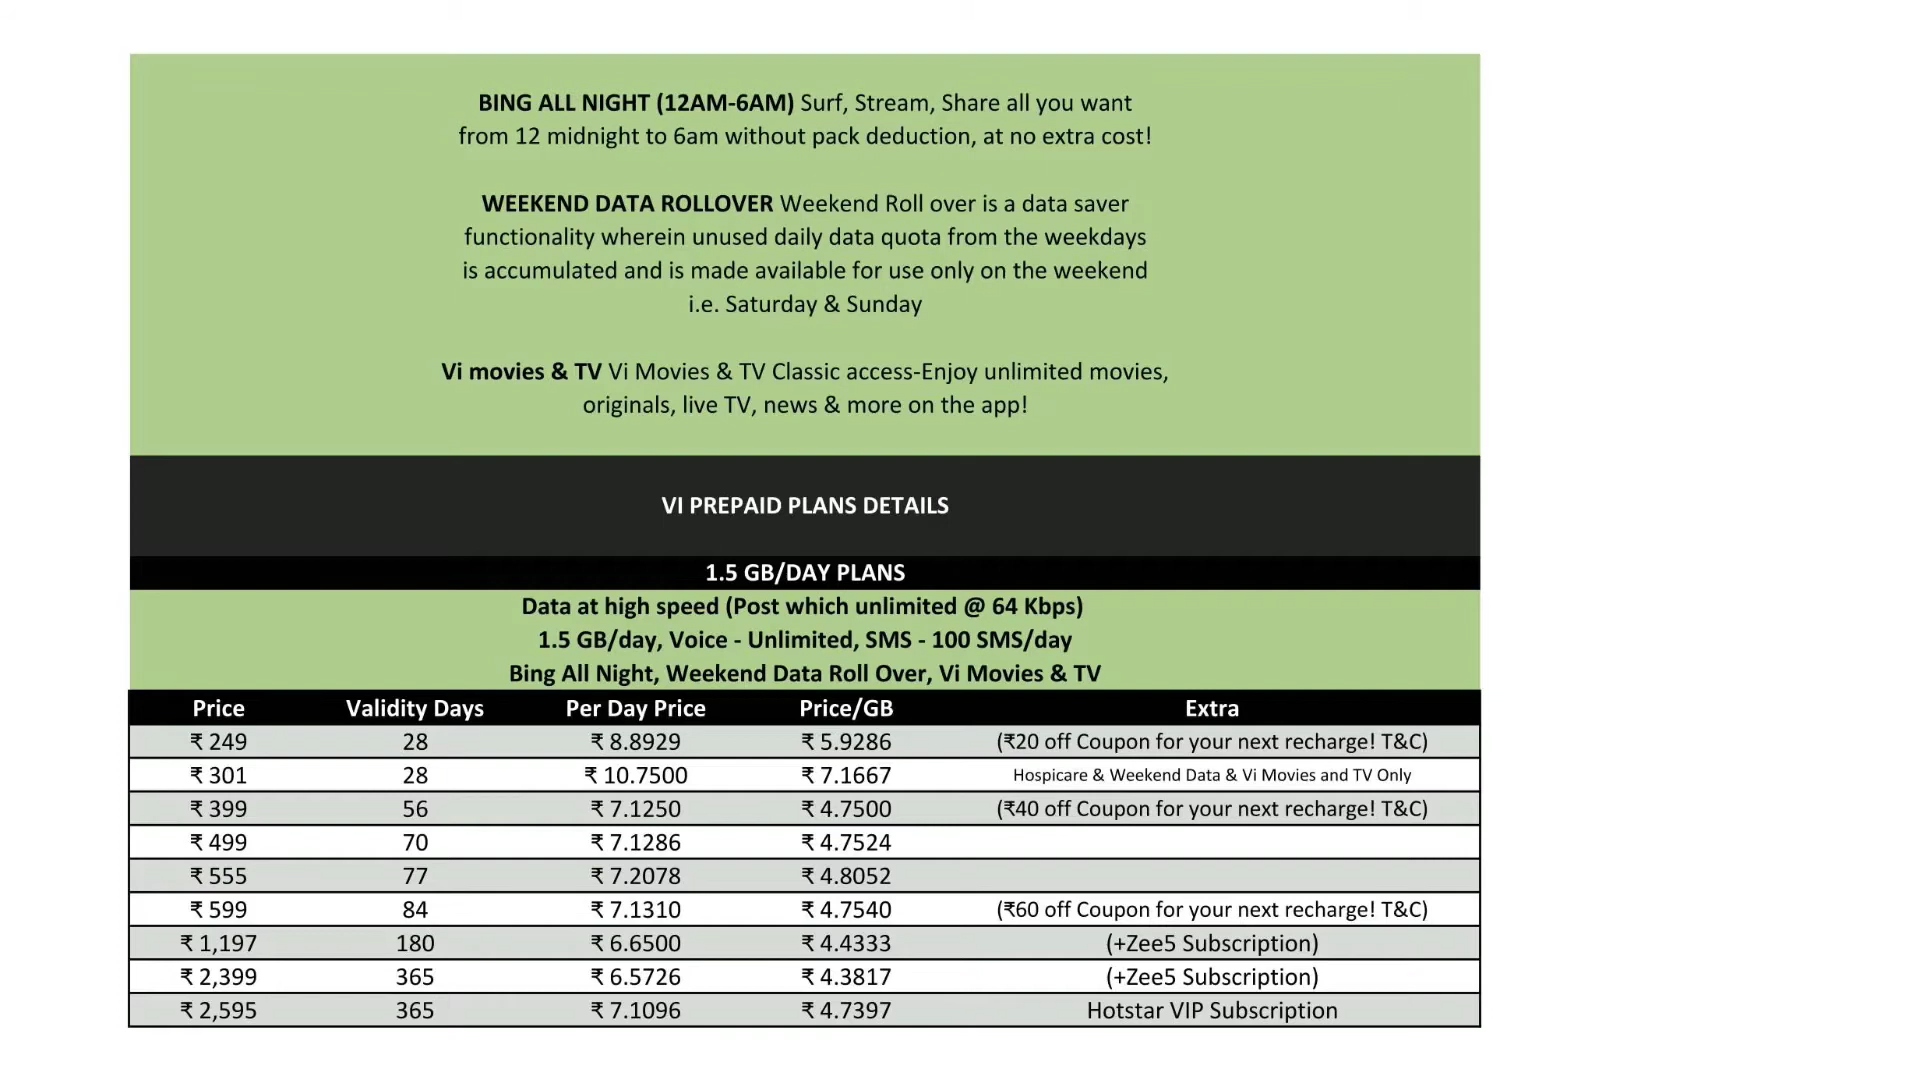 BING ALL NIGHT (12AM-6AM) Surf, Stream, Share all you want
from 12 midnight to 6am without pack deduction, at no extra cost!
WEEKEND DATA ROLLOVER Weekend Roll over is a data saver
functionality wherein unused daily data quota from the weekdays
is accumulated and is made available for use only on the weekend
i.e. Saturday & Sunday
Vi movies & TV Vi Movies & TV Classic access-Enjoy unlimited movies,
originals, live TV, news & more on the app!
VI PREPAID PLANS DETAILS
1.5 GB/DAY PLANS
Data at high speed (Post which unlimited @ 64 Kbps)
1.5 GB/day, Voice - Unlimited, SMS - 100 SMS/day
Bing All Night, Weekend Data Roll Over, Vi Movies & TV
Price Validity Days Per Day Price Price/GB Extra
₹ 249 28 ₹ 8.8929 ₹ 5.9286 (₹20 off Coupon for your next recharge! T&C)
₹ 301 28 ₹ 10.7500 ₹ 7.1667 Hospicare & Weekend Data & Vi Movies and TV Only
₹ 399 56 ₹ 7.1250 ₹ 4.7500 (₹40 off Coupon for your next recharge! T&C)
₹ 499 70 ₹ 7.1286 ₹ 4.7524
₹ 555 77 ₹ 7.2078 ₹ 4.8052
₹ 599 84 ₹ 7.1310 ₹ 4.7540 (₹60 off Coupon for your next recharge! T&C)
₹ 1,197 180 ₹ 6.6500 ₹ 4.4333 (+Zee5 Subscription)
₹ 2,399 365 ₹ 6.5726 ₹ 4.3817 (+Zee5 Subscription)
₹ 2,595 365 ₹ 7.1096 ₹ 4.7397 Hotstar VIP Subscription